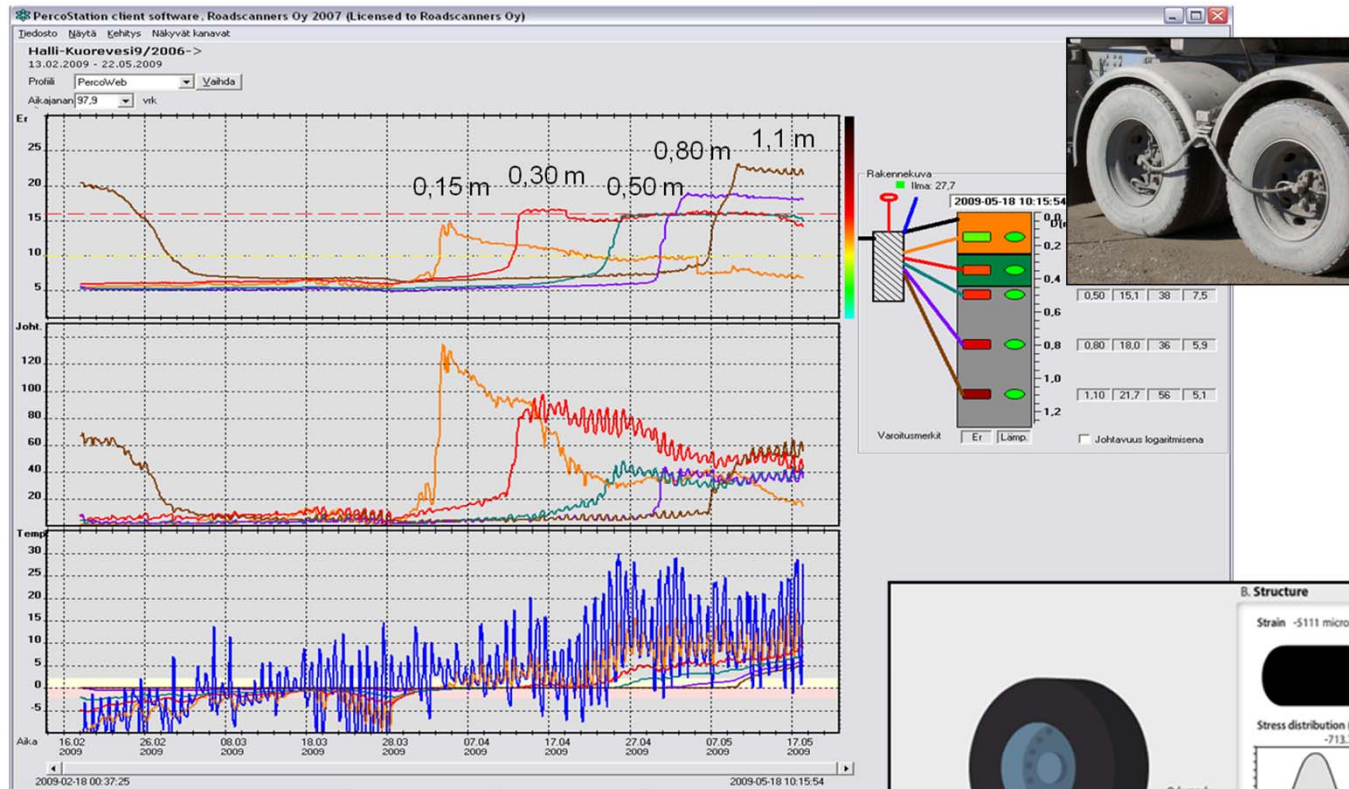 PercoStation client software, Roadscanners Oy 2007 (Licensed to Roadscanners Oy)
Tiedosto Näytä Kehitys Näkyvät kanavat
Halli-Kuorevesi9/2006->
13.02.2009 - 22.05.2009
Profiili PercoWeb Vaihda
Aikajanan 97,9 vrk
Er
25
20
15
10
5
0,15 m 0,30 m 0,50 m 0,80 m 1,1 m
Joht.
120
100
80
60
40
20
Temp
30
25
20
15
10
5
0
-5
Aika 16.02 2009 26.02 2009 08.03 2009 18.03 2009 28.03 2009 07.04 2009 17.04 2009 27.04 2009 07.05 2009 17.05 2009
2009-02-18 00:37:25 2009-05-18 10:15:54
Rakennekuva
Ilma: 27,7
2009-05-18 10:15:54
0,0
0,2
0,4
0,50 15,1 38 7,5
0,6
0,8 0,80 18,0 36 5,9
1,0
1,10 21,7 56 5,1
1,2
Varoitusmerkit Er Lämp. Johtavuus logaritmisena
B. Structure
Strain -5111 micro
Stress distribution
-713.